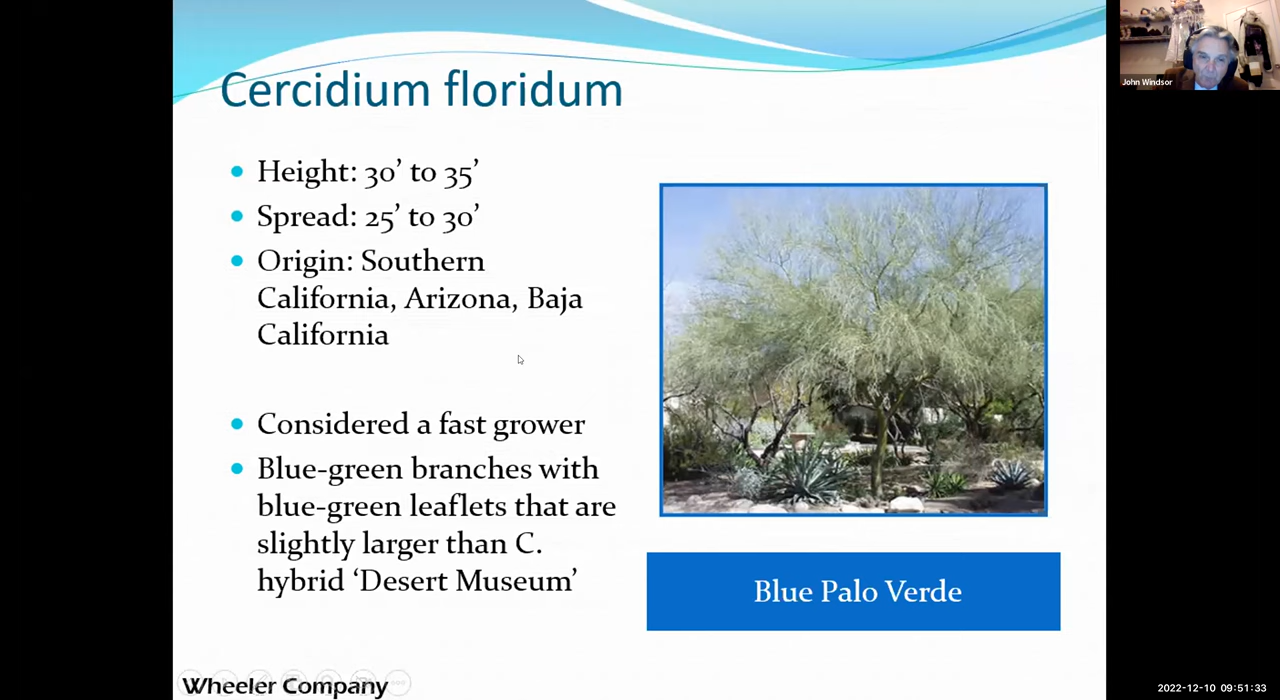 John Windsor
Cercidium floridum
Height: 30’ to 35’
Spread: 25’ to 30’
Origin: Southern
California, Arizona, Baja
California
Considered a fast grower
Blue-green branches with
blue-green leaflets that are
slightly larger than C.
hybrid ‘Desert Museum’
Blue Palo Verde
Wheeler Company
2022-12-10 09:51:33